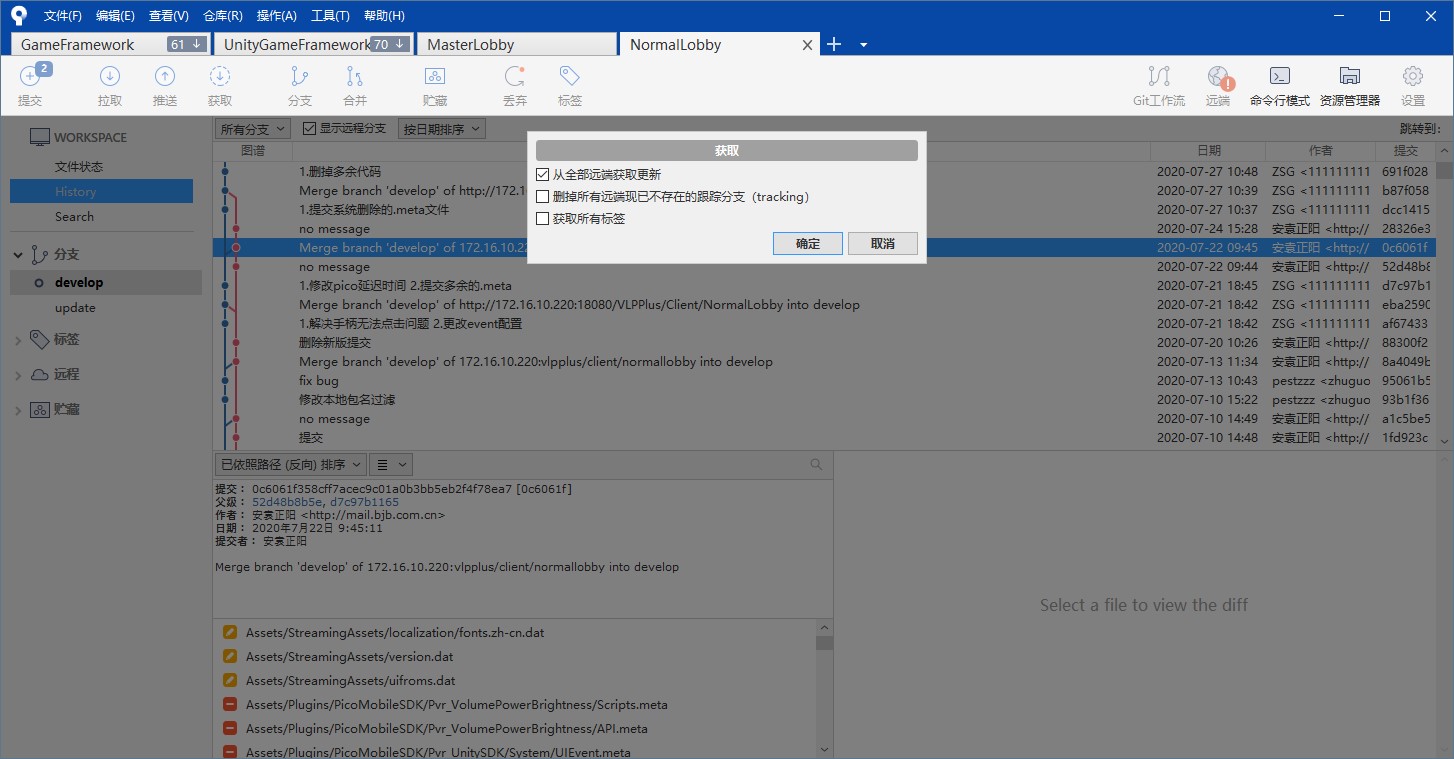 文件(F) 编辑(E) 查看(V) 仓库(R) 操作(A) 工具(T) 帮助(H)
GameFramework 61 UnityGameFramework 70 MasterLobby NormalLobby
2
提交 拉取 推送 获取 分支 合并 贮藏 丢弃 标签 Git工作流 远端 命令行模式 资源管理器 设置
WORKSPACE
文件状态
History
Search
分支
develop
update
标签
远程
贮藏
所有分支 显示远程分支 按日期排序 跳转到:
图谱 日期 作者 提交
1.删掉多余代码 2020-07-27 10:48 ZSG <111111111 691f028
Merge branch 'develop' of http://172.1 2020-07-27 10:39 ZSG <111111111 b87f058
1.提交系统删除的.meta文件 2020-07-27 10:37 ZSG <111111111 dcc1415
no message 2020-07-24 15:28 安袁正阳 <http:// 28326e3
Merge branch 'develop' of 172.16.10.22 2020-07-22 09:45 安袁正阳 <http:// 0c6061f
no message 2020-07-22 09:44 安袁正阳 <http:// 52d48b8
1.修改pico延迟时间 2.提交多余的.meta 2020-07-21 18:45 ZSG <111111111 d7c97b1
Merge branch 'develop' of http://172.16.10.220:18080/VLPPlus/Client/NormalLobby into develop 2020-07-21 18:42 ZSG <111111111 eba2590
1.解决手柄无法点击问题 2.更改event配置 2020-07-21 18:42 ZSG <111111111 af67433
删除新版提交 2020-07-20 10:26 安袁正阳 <http:// 88300f2
Merge branch 'develop' of 172.16.10.220:vlpplus/client/normallobby into develop 2020-07-13 11:34 安袁正阳 <http:// 8a4049b
fix bug 2020-07-13 10:43 pestzzz <zhuguo 95061b5
修改本地包名过滤 2020-07-10 15:22 pestzzz <zhuguo 93b1f36
no message 2020-07-10 14:49 安袁正阳 <http:// a1c5be5
提交 2020-07-10 14:48 安袁正阳 <http:// 1fd923c
获取
从全部远端获取更新
删掉所有远端现已不存在的跟踪分支（tracking）
获取所有标签
确定 取消
已依照路径 (反向) 排序
提交： 0c6061f358cff7acec9c01a0b3bb5eb2f4f78ea7 [0c6061f]
父级： 52d48b8b5e, d7c97b1165
作者： 安袁正阳 <http://mail.bjb.com.cn>
日期： 2020年7月22日 9:45:11
提交者： 安袁正阳
Merge branch 'develop' of 172.16.10.220:vlpplus/client/normallobby into develop
Assets/StreamingAssets/localization/fonts.zh-cn.dat
Assets/StreamingAssets/version.dat
Assets/StreamingAssets/uifroms.dat
Assets/Plugins/PicoMobileSDK/Pvr_VolumePowerBrightness/Scripts.meta
Assets/Plugins/PicoMobileSDK/Pvr_VolumePowerBrightness/API.meta
Assets/Plugins/PicoMobileSDK/Pvr_UnitySDK/System/UIEvent.meta
Select a file to view the diff